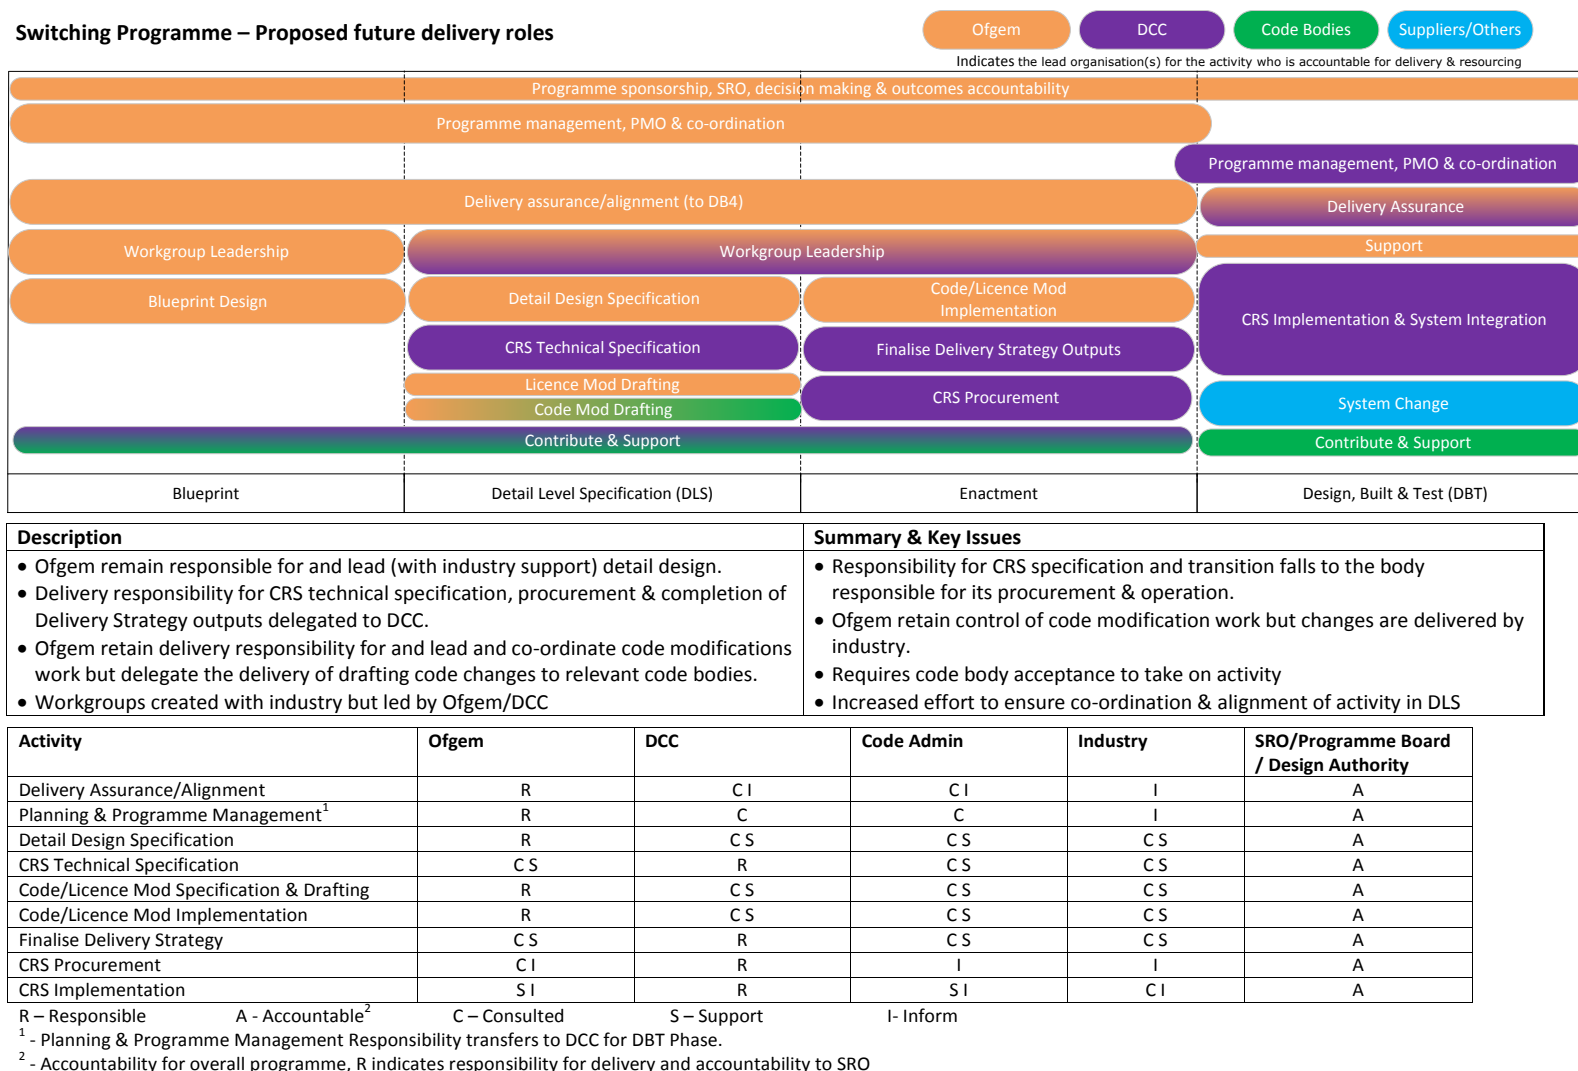 Switching Programme – Proposed future delivery roles
Ofgem
DCC
Code Bodies
Suppliers/Others
Indicates the lead organisation(s) for the activity who is accountable for delivery & resourcing
Programme sponsorship, SRO, decision making & outcomes accountability
Programme management, PMO & co-ordination
Programme management, PMO & co-ordination
Delivery assurance/alignment (to DB4)
Delivery Assurance
Workgroup Leadership
Workgroup Leadership
Support
Blueprint Design
Detail Design Specification
Code/Licence Mod
Implementation
CRS Implementation & System Integration
CRS Technical Specification
Finalise Delivery Strategy Outputs
Licence Mod Drafting
Code Mod Drafting
CRS Procurement
System Change
Contribute & Support
Contribute & Support
Blueprint
Detail Level Specification (DLS)
Enactment
Design, Built & Test (DBT)
Description
• Ofgem remain responsible for and lead (with industry support) detail design.
• Delivery responsibility for CRS technical specification, procurement & completion of
Delivery Strategy outputs delegated to DCC.
• Ofgem retain delivery responsibility for and lead and co-ordinate code modifications
work but delegate the delivery of drafting code changes to relevant code bodies.
• Workgroups created with industry but led by Ofgem/DCC
Summary & Key Issues
• Responsibility for CRS specification and transition falls to the body
responsible for its procurement & operation.
• Ofgem retain control of code modification work but changes are delivered by
industry.
• Requires code body acceptance to take on activity
• Increased effort to ensure co-ordination & alignment of activity in DLS
Activity Ofgem DCC Code Admin Industry SRO/Programme Board
/ Design Authority
Delivery Assurance/Alignment R C I C I I A
Planning & Programme Management1 R C C I A
Detail Design Specification R C S C S C S A
CRS Technical Specification C S R C S C S A
Code/Licence Mod Specification & Drafting R C S C S C S A
Code/Licence Mod Implementation R C S C S C S A
Finalise Delivery Strategy C S R C S C S A
CRS Procurement C I R I I A
CRS Implementation S I R S I C I A
R – Responsible A - Accountable2 C – Consulted S – Support I- Inform
1 - Planning & Programme Management Responsibility transfers to DCC for DBT Phase.
2 - Accountability for overall programme, R indicates responsibility for delivery and accountability to SRO